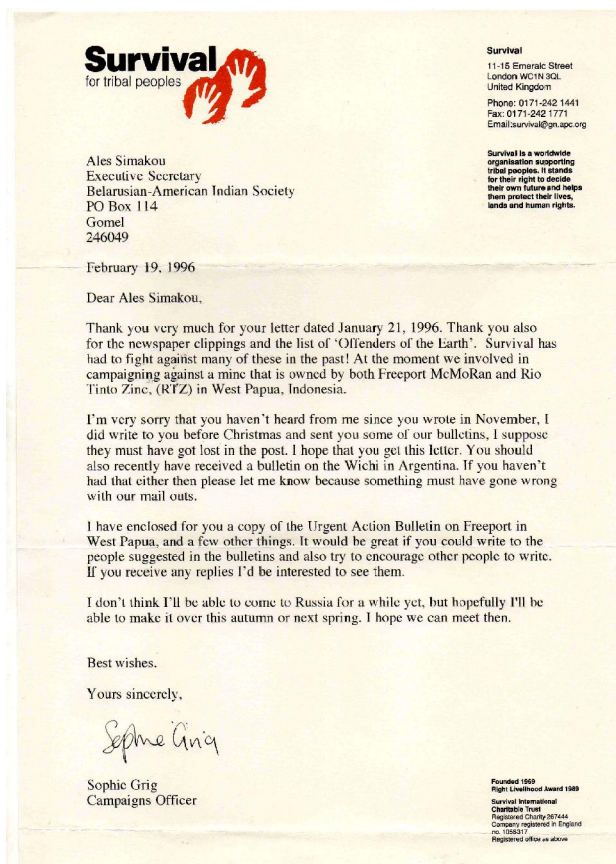 Survival
for tribal peoples
Survival
11-15 Emerald Street
London WC1N 3QL
United Kingdom
Phone: 0171-242 1441
Fax: 0171-242 1771
Email:survival@gn.apc.org
Survival is a worldwide
organisation supporting
tribal peoples. It stands
for their right to decide
their own future and helps
them protect their lives,
lands and human rights.
Ales Simakou
Executive Secretary
Belarusian-American Indian Society
PO Box 114
Gomel
246049
February 19, 1996
Dear Ales Simakou,
Thank you very much for your letter dated January 21, 1996. Thank you also
for the newspaper clippings and the list of 'Offenders of the Earth'. Survival has
had to fight against many of these in the past! At the moment we involved in
campaigning against a mine that is owned by both Freeport McMoRan and Rio
Tinto Zinc, (RTZ) in West Papua, Indonesia.
I'm very sorry that you haven't heard from me since you wrote in November, I
did write to you before Christmas and sent you some of our bulletins, I suppose
they must have got lost in the post. I hope that you get this letter. You should
also recently have received a bulletin on the Wichi in Argentina. If you haven't
had that either then please let me know because something must have gone wrong
with our mail outs.
I have enclosed for you a copy of the Urgent Action Bulletin on Freeport in
West Papua, and a few other things. It would be great if you could write to the
people suggested in the bulletins and also try to encourage other people to write.
If you receive any replies I'd be interested to see them.
I don't think I'll be able to come to Russia for a while yet, but hopefully I'll be
able to make it over this autumn or next spring. I hope we can meet then.
Best wishes.
Yours sincerely,
Sophie Grig
Sophie Grig
Campaigns Officer
Founded 1969
Right Livelihood Award 1989
Survival International
Charitable Trust
Registered Charity 267444
Company registered in England
no. 1056317
Registered office as above